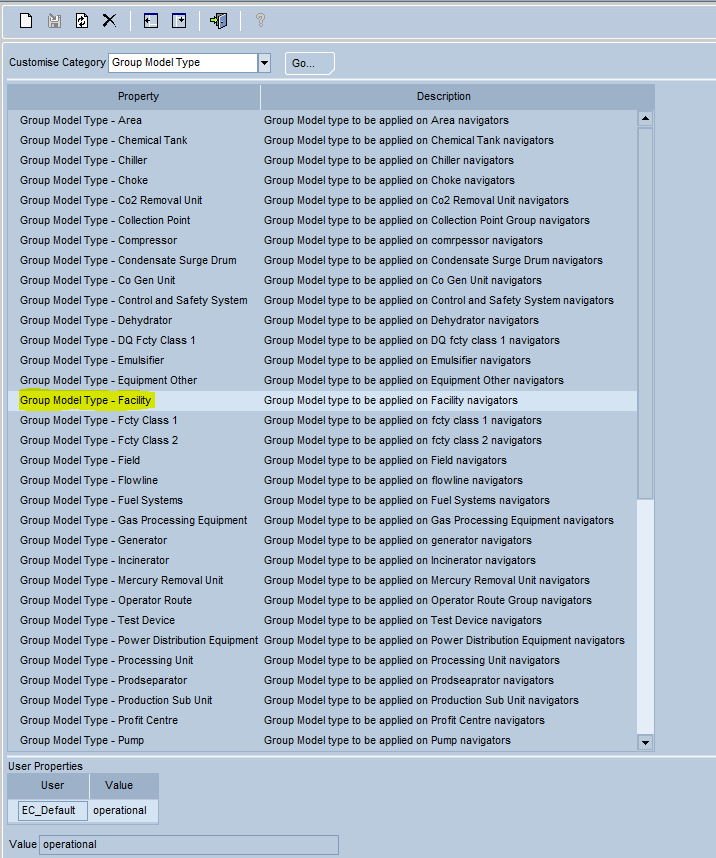 Customise Category Group Model Type Go...
Property Description
Group Model Type - Area Group Model type to be applied on Area navigators
Group Model Type - Chemical Tank Group Model type to be applied on Chemical Tank navigators
Group Model Type - Chiller Group Model type to be applied on Chiller navigators
Group Model Type - Choke Group Model type to be applied on Choke navigators
Group Model Type - Co2 Removal Unit Group Model type to be applied on Co2 Removal Unit navigators
Group Model Type - Collection Point Group Model type to be applied on Collection Point Group navigators
Group Model Type - Compressor Group Model type to be applied on comrpessor navigators
Group Model Type - Condensate Surge Drum Group Model type to be applied on Condensate Surge Drum navigators
Group Model Type - Co Gen Unit Group Model type to be applied on Co Gen Unit navigators
Group Model Type - Control and Safety System Group Model type to be applied on Control and Safety System navigators
Group Model Type - Dehydrator Group Model type to be applied on Dehydrator navigators
Group Model Type - DQ Fcty Class 1 Group Model type to be applied on DQ fcty class 1 navigators
Group Model Type - Emulsifier Group Model type to be applied on Emulsifier navigators
Group Model Type - Equipment Other Group Model type to be applied on Equipment Other navigators
Group Model Type - Facility Group Model type to be applied on Facility navigators
Group Model Type - Fcty Class 1 Group Model type to be applied on fcty class 1 navigators
Group Model Type - Fcty Class 2 Group Model type to be applied on fcty class 2 navigators
Group Model Type - Field Group Model type to be applied on Field navigators
Group Model Type - Flowline Group Model type to be applied on flowline navigators
Group Model Type - Fuel Systems Group Model type to be applied on Fuel Systems navigators
Group Model Type - Gas Processing Equipment Group Model type to be applied on Gas Processing Equipment navigators
Group Model Type - Generator Group Model type to be applied on generator navigators
Group Model Type - Incinerator Group Model type to be applied on Incinerator navigators
Group Model Type - Mercury Removal Unit Group Model type to be applied on Mercury Removal Unit navigators
Group Model Type - Operator Route Group Model type to be applied on Operator Route Group navigators
Group Model Type - Test Device Group Model type to be applied on Test Device navigators
Group Model Type - Power Distribution Equipment Group Model type to be applied on Power Distribution Equipment navigators
Group Model Type - Processing Unit Group Model type to be applied on Processing Unit navigators
Group Model Type - Prodseparator Group Model type to be applied on Prodseaprator navigators
Group Model Type - Production Sub Unit Group Model type to be applied on Production Sub Unit navigators
Group Model Type - Profit Centre Group Model type to be applied on Profit Centre navigators
Group Model Type - Pump Group Model type to be applied on Pump navigators
User Properties
User Value
EC_Default operational
Value operational